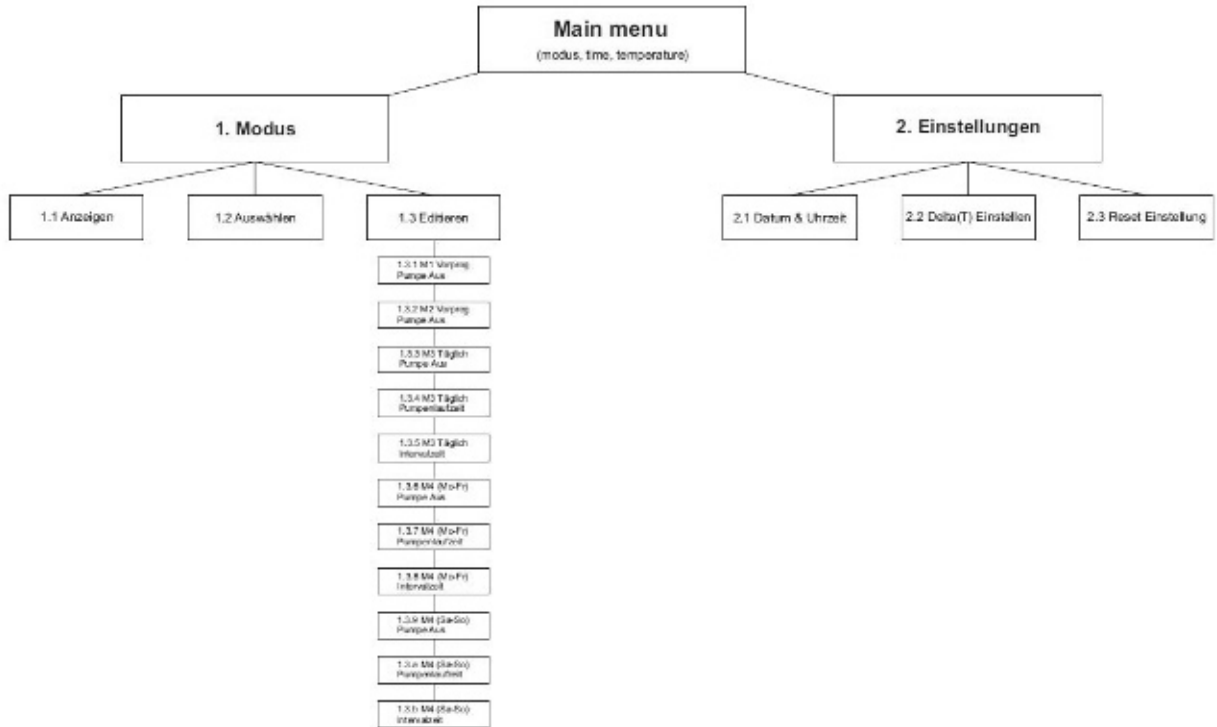 Main menu
(modus, time, temperature)
1. Modus
2. Einstellungen
1.1 Anzeigen
1.2 Auswählen
1.3 Editieren
2.1 Datum & Uhrzeit
2.2 Delta(T) Einstellen
2.3 Reset Einstellung
1.3.1 M1 Vorprog
Pumpe Aus
1.3.2 M2 Vorprog
Pumpe Aus
1.3.3 M3 Täglich
Pumpe Aus
1.3.4 M3 Täglich
Pumpenlaufzeit
1.3.5 M3 Täglich
Intervalzeit
1.3.6 M4 (Mo-Fr)
Pumpe Aus
1.3.7 M4 (Mo-Fr)
Pumpenlaufzeit
1.3.8 M4 (Mo-Fr)
Intervalzeit
1.3.9 M4 (Sa-So)
Pumpe Aus
1.3.a M4 (Sa-So)
Pumpenlaufzeit
1.3.b M4 (Sa-So)
Intervalzeit